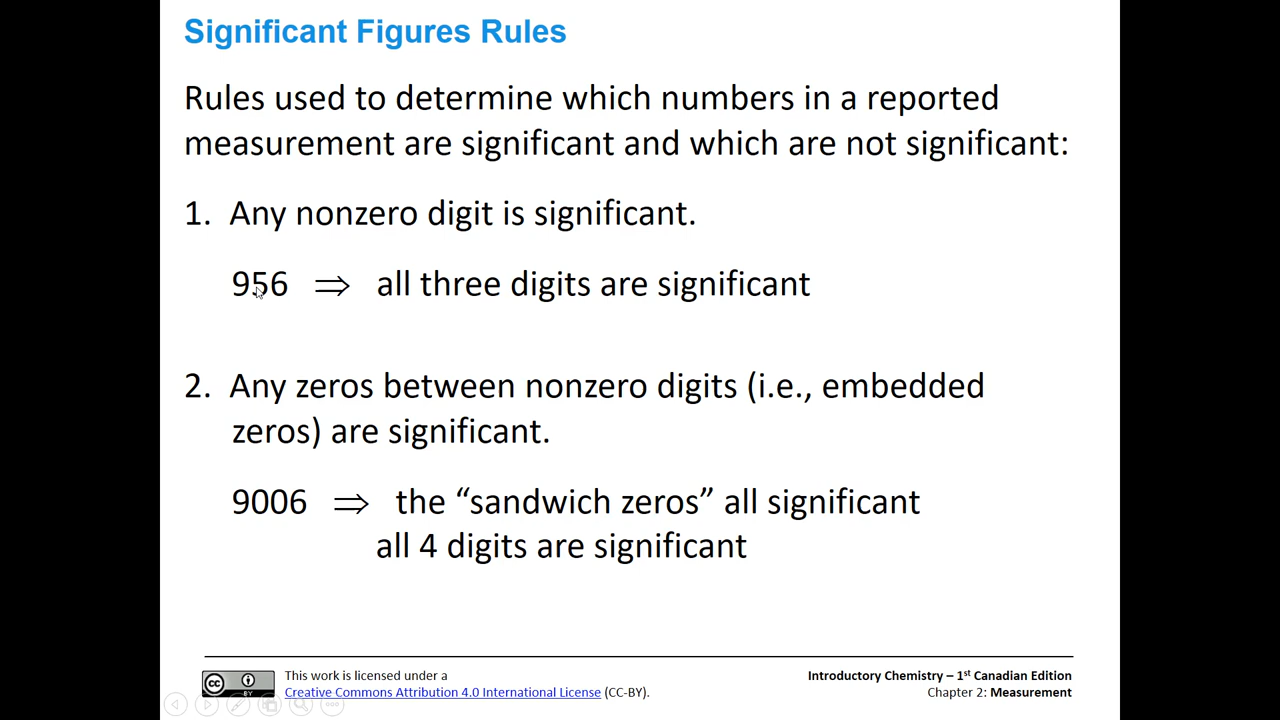 Significant Figures Rules
Rules used to determine which numbers in a reported
measurement are significant and which are not significant:
1. Any nonzero digit is significant.
956 ⇒ all three digits are significant
2. Any zeros between nonzero digits (i.e., embedded
zeros) are significant.
9006 ⇒ the “sandwich zeros” all significant
all 4 digits are significant
cc BY
This work is licensed under a
Creative Commons Attribution 4.0 International License (CC-BY).
Introductory Chemistry – 1st Canadian Edition
Chapter 2: Measurement